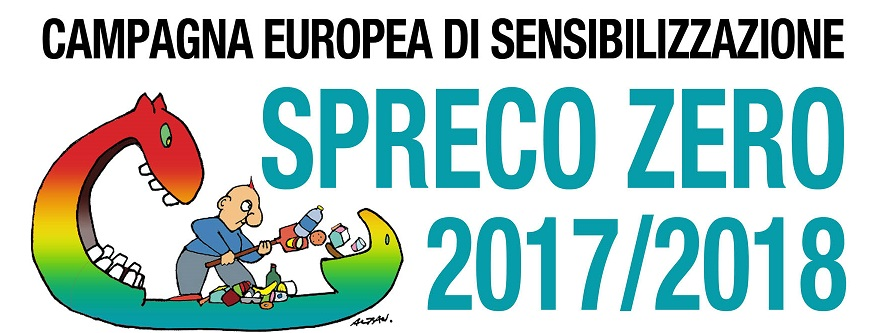 CAMPAGNA EUROPEA DI SENSIBILIZZAZIONE
SPRECO ZERO
2017/2018
ALTAN.